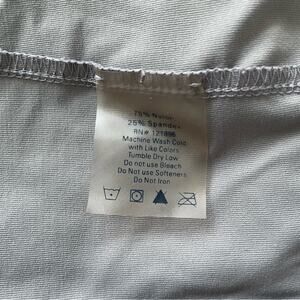 75% Nylon
25% Spandex
RN# 121896
Machine Wash Cold
with Like Colors
Tumble Dry Low
Do not use Bleach
Do Not use Softeners
Do Not Iron